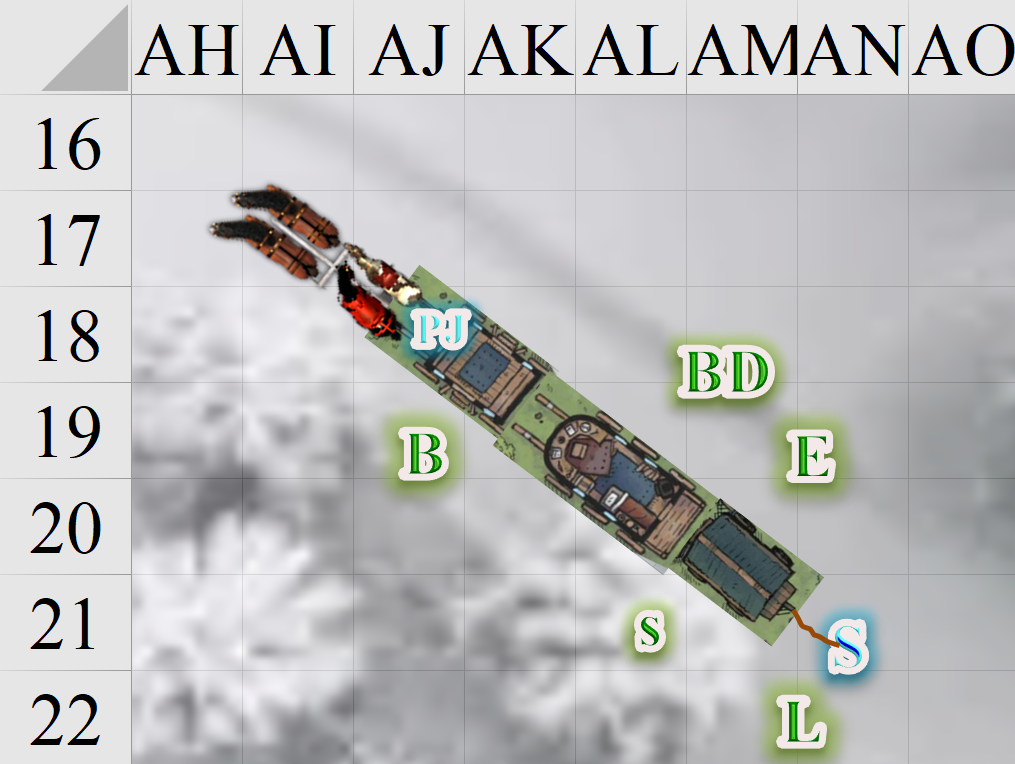 AH AI AJ AK AL AM AN AO
16
17
18 PJ BD
19 B E
20
21 S S
22 L